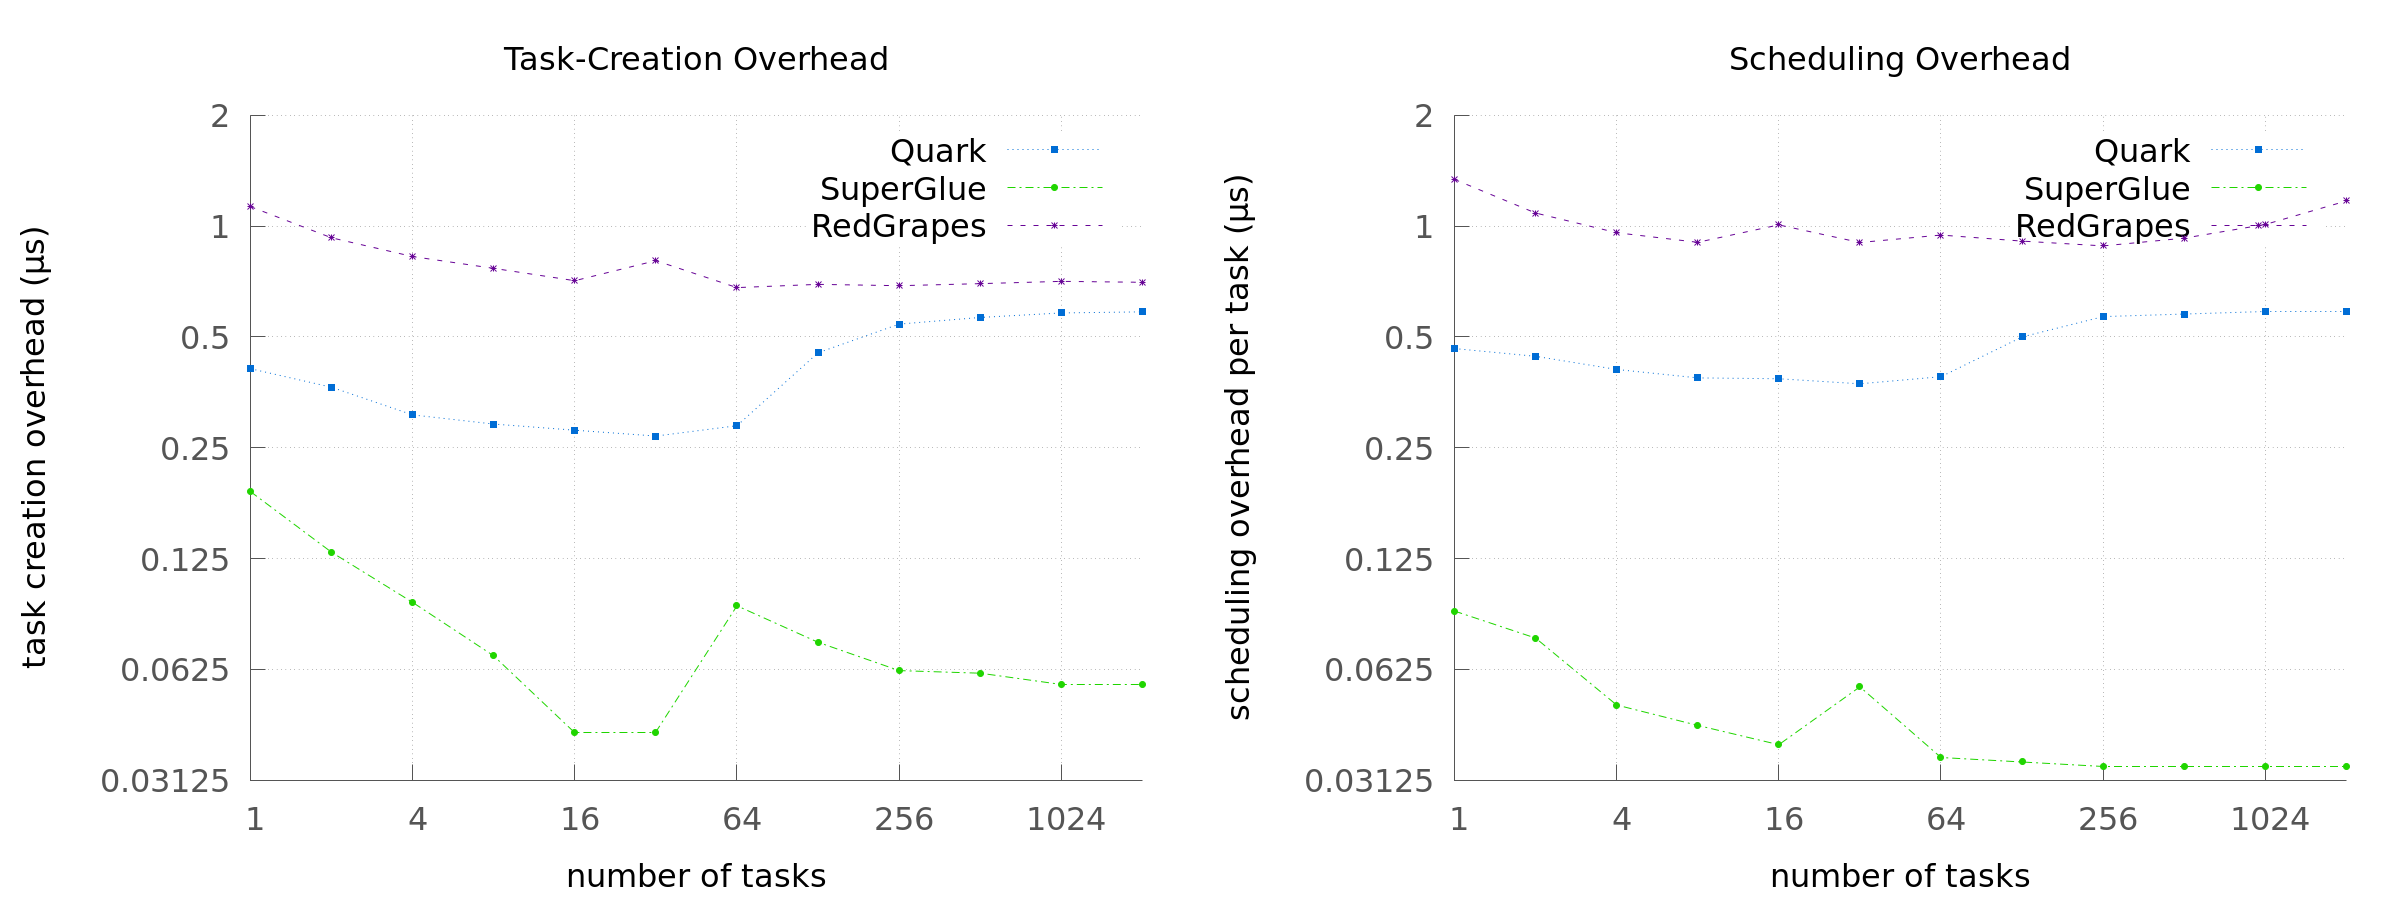 Task-Creation Overhead
2
1
0.5
0.25
0.125
0.0625
0.03125
1 4 16 64 256 1024
number of tasks
task creation overhead (µs)
Quark
SuperGlue
RedGrapes
Scheduling Overhead
2
1
0.5
0.25
0.125
0.0625
0.03125
1 4 16 64 256 1024
number of tasks
scheduling overhead per task (µs)
Quark
SuperGlue
RedGrapes